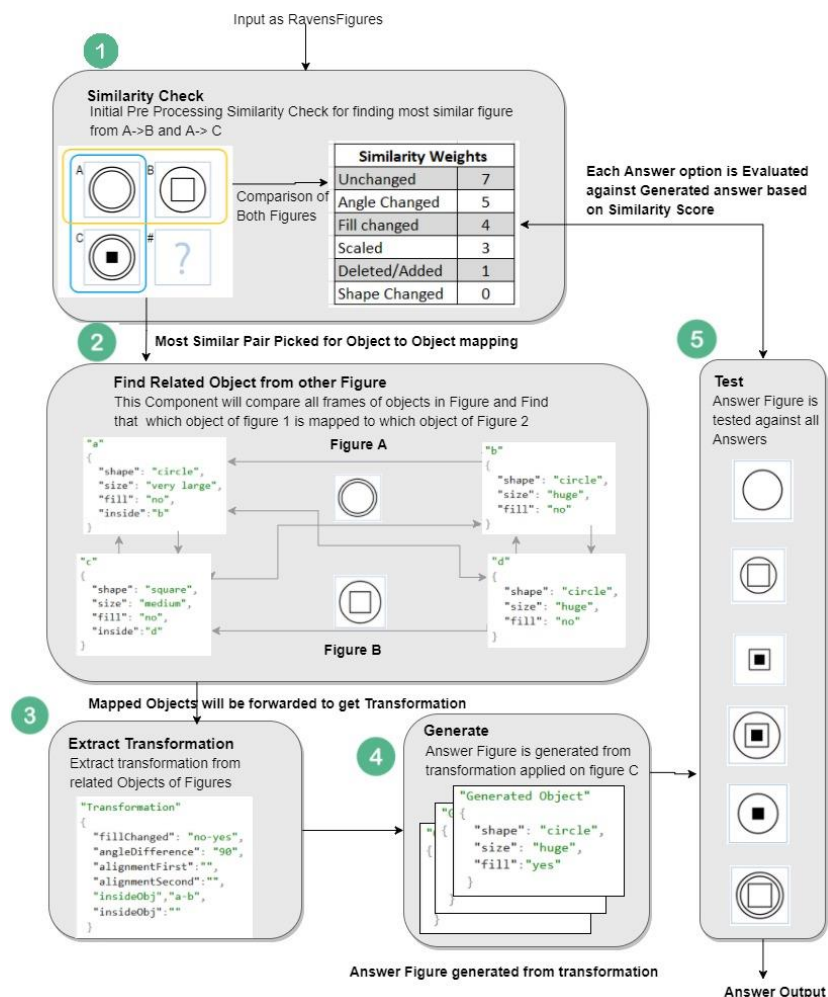 Input as RavensFigures
1
Similarity Check
Initial Pre Processing Similarity Check for finding most similar figure
from A->B and A-> C
A
B
C
#
?
Comparison of
Both Figures
Similarity Weights
Unchanged 7
Angle Changed 5
Fill changed 4
Scaled 3
Deleted/Added 1
Shape Changed 0
Each Answer option is Evaluated
against Generated answer based
on Similarity Score
2
Most Similar Pair Picked for Object to Object mapping
Find Related Object from other Figure
This Component will compare all frames of objects in Figure and Find
that which object of figure 1 is mapped to which object of Figure 2
Figure A
"a"
{
"shape": "circle",
"size": "very large",
"fill": "no",
"inside":"b"
}
"b"
{
"shape": "circle",
"size": "huge",
"fill": "no"
}
"c"
{
"shape": "square",
"size": "medium",
"fill": "no",
"inside":"d"
}
"d"
{
"shape": "circle",
"size": "huge",
"fill": "no"
}
Figure B
Mapped Objects will be forwarded to get Transformation
3
Extract Transformation
Extract transformation from
related Objects of Figures
"Transformation"
{
"fillChanged": "no-yes",
"angleDifference": "90",
"alignmentFirst":"",
"alignmentSecond":"",
"insideObj","a-b",
"insideObj":""
}
4
Generate
Answer Figure is generated from
transformation applied on figure C
"Generated Object"
{
"shape": "circle",
"size": "huge",
"fill":"yes"
}
"G
{
}
"G
{
}
Answer Figure generated from transformation
5
Test
Answer Figure is
tested against all
Answers
Answer Output